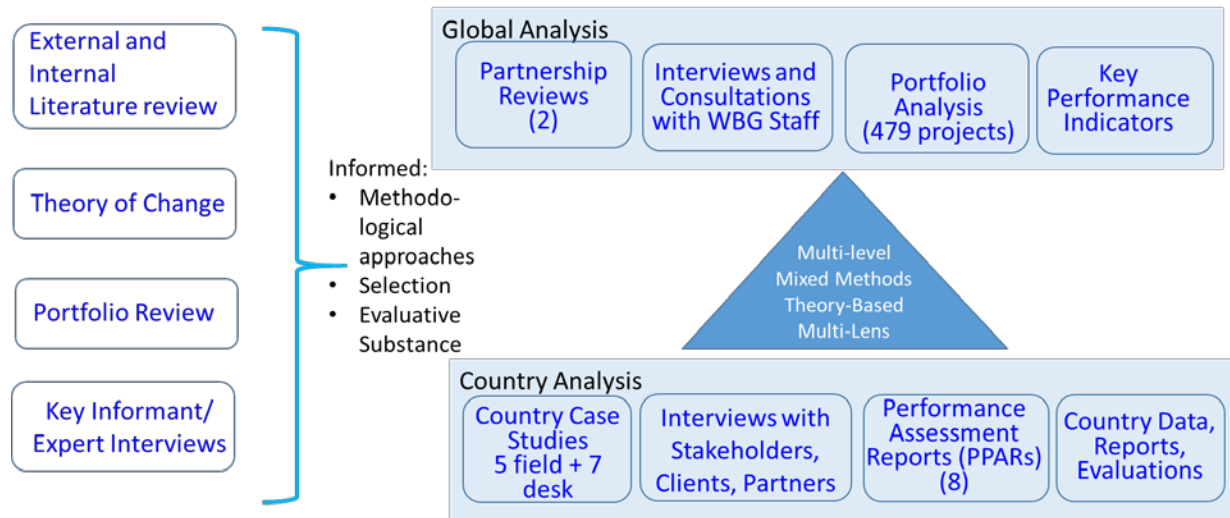 External and
Internal
Literature review
Theory of Change
Portfolio Review
Key Informant/
Expert Interviews
Informed:
• Methodo-
logical
approaches
• Selection
• Evaluative
Substance
Global Analysis
Partnership
Reviews
(2)
Interviews and
Consultations
with WBG Staff
Portfolio
Analysis
(479 projects)
Key
Performance
Indicators
Multi-level
Mixed Methods
Theory-Based
Multi-Lens
Country Analysis
Country Case
Studies
5 field + 7
desk
Interviews with
Stakeholders,
Clients, Partners
Performance
Assessment
Reports (PPARs)
(8)
Country Data,
Reports,
Evaluations